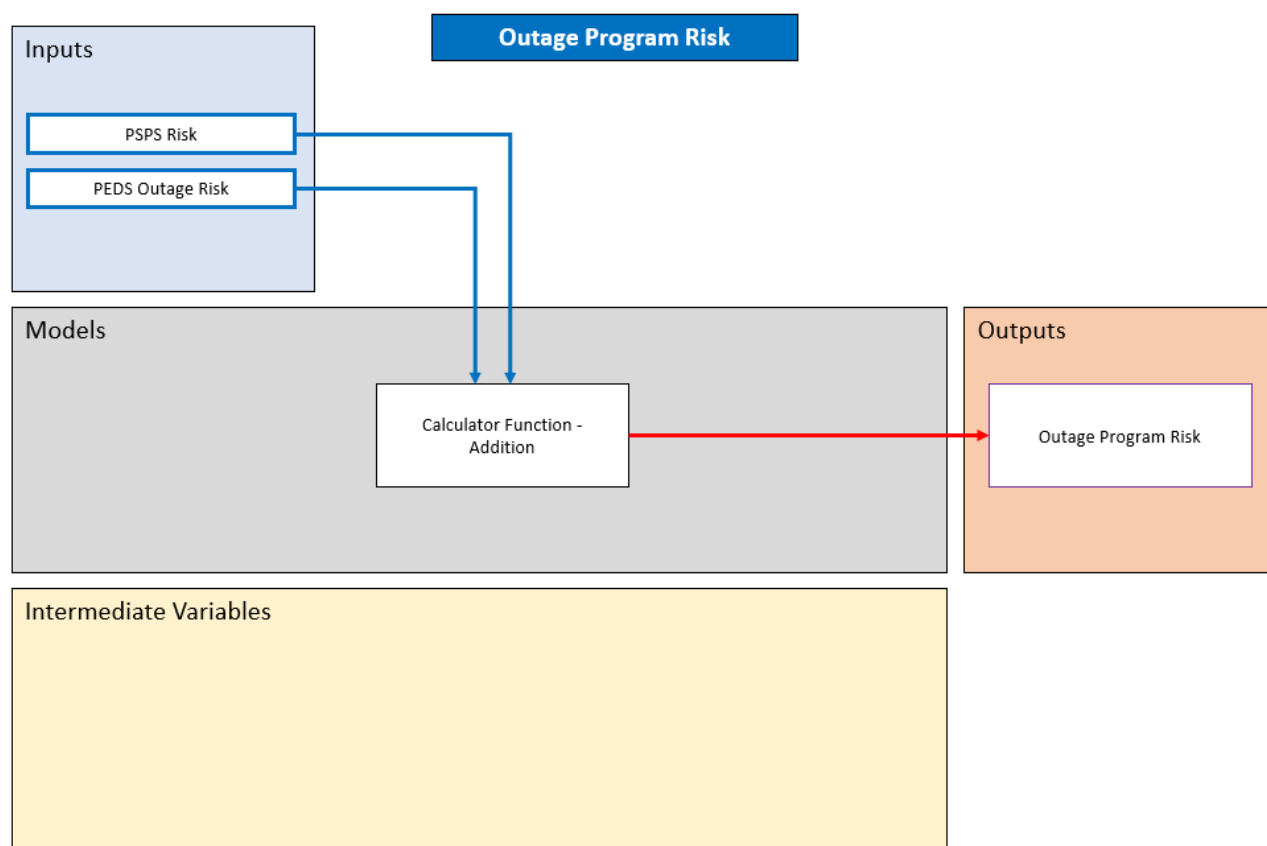 Outage Program Risk
Inputs
PSPS Risk
PEDS Outage Risk
Models
Calculator Function -
Addition
Outputs
Outage Program Risk
Intermediate Variables